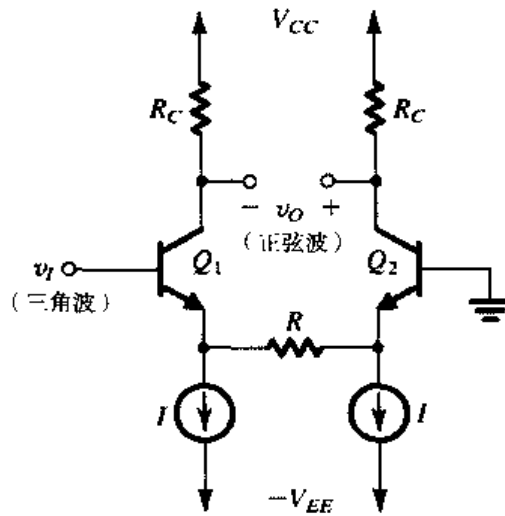 V_CC
R_C R_C
− v_O +
(正弦波)
v_I Q_1 Q_2
(三角波)
R
I I
−V_EE